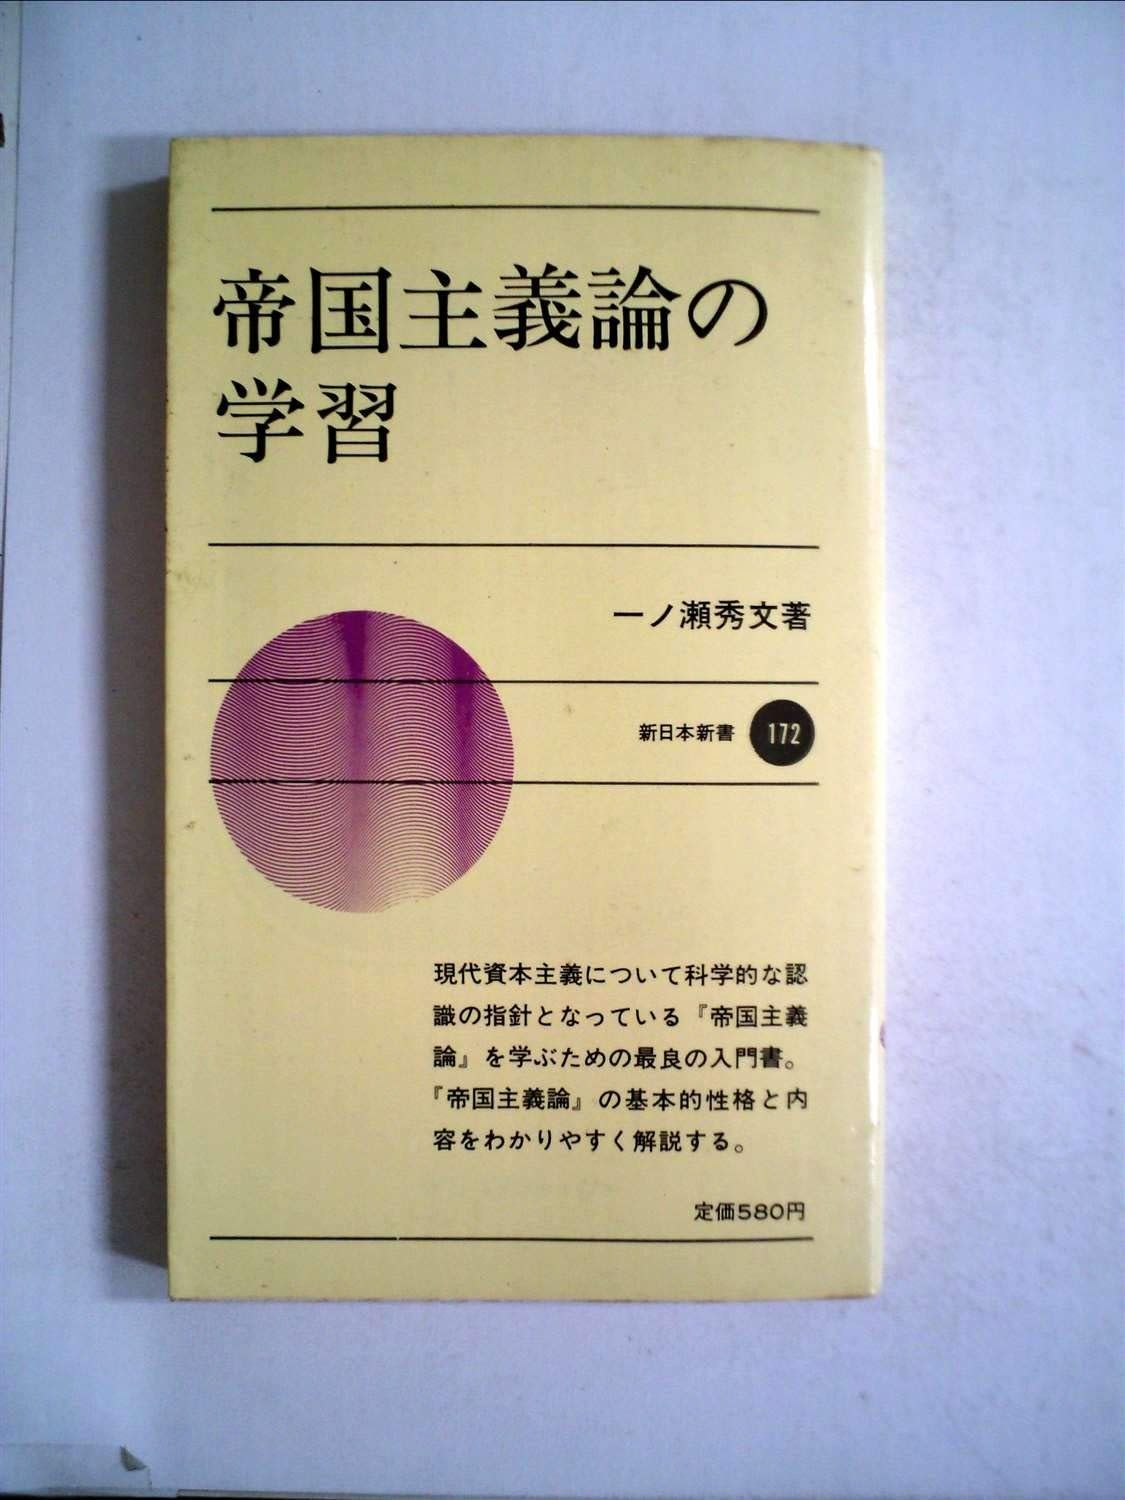 帝国主義論の
学習
一ノ瀬秀文著
新日本新書 172
現代資本主義について科学的な認
識の指針となっている『帝国主義
論』を学ぶための最良の入門書。
『帝国主義論』の基本的性格と内
容をわかりやすく解説する。
定価580円